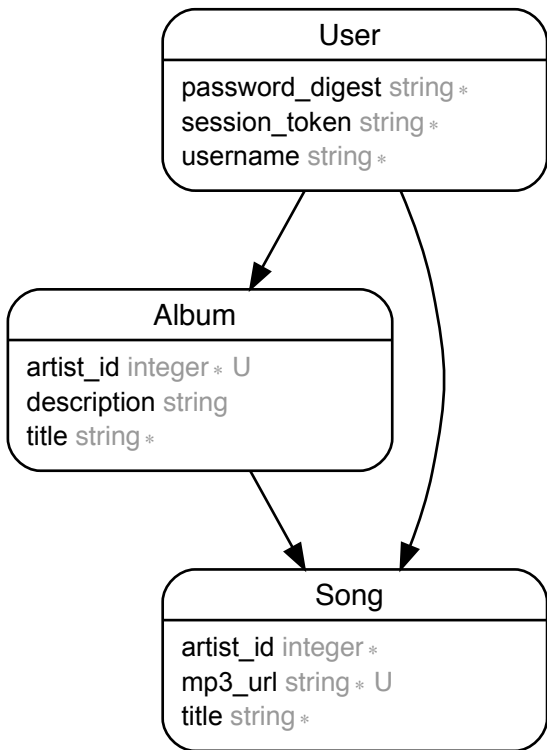 User
password_digest string *
session_token string *
username string *
Album
artist_id integer * U
description string
title string *
Song
artist_id integer *
mp3_url string * U
title string *